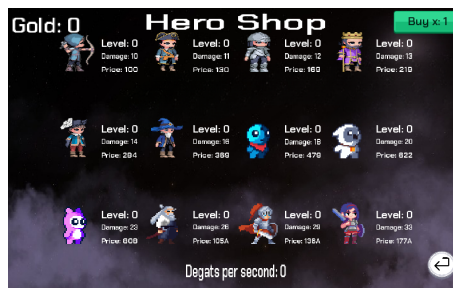 Gold: 0
Hero Shop
Buy x: 1
Level: 0
Damage: 10
Price: 100
Level: 0
Damage: 11
Price: 130
Level: 0
Damage: 12
Price: 169
Level: 0
Damage: 13
Price: 219
Level: 0
Damage: 14
Price: 284
Level: 0
Damage: 16
Price: 369
Level: 0
Damage: 18
Price: 479
Level: 0
Damage: 20
Price: 622
Level: 0
Damage: 23
Price: 808
Level: 0
Damage: 26
Price: 105A
Level: 0
Damage: 29
Price: 136A
Level: 0
Damage: 33
Price: 177A
Degats per second: 0